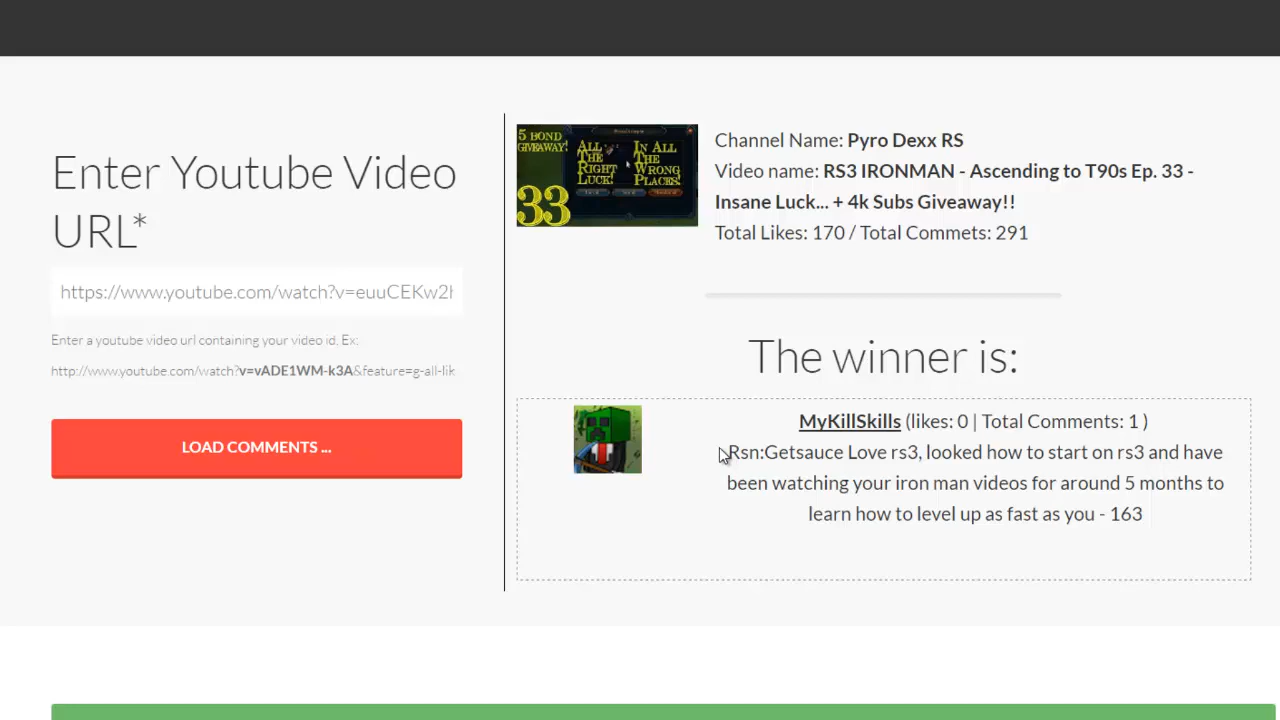 Enter Youtube Video
URL*
https://www.youtube.com/watch?v=euuCEKw2
Enter a youtube video url containing your video id. Ex:
http://www.youtube.com/watch?v=vADE1WM-k3A&feature=g-all-lik
LOAD COMMENTS ...
5 BOND
GIVEAWAY!
ALL
THE
RIGHT
LUCK!
IN ALL
THE
WRONG
PLACES!
33
Channel Name: Pyro Dexx RS
Video name: RS3 IRONMAN - Ascending to T90s Ep. 33 -
Insane Luck... + 4k Subs Giveaway!!
Total Likes: 170 / Total Commets: 291
The winner is:
MyKillSkills (likes: 0 | Total Comments: 1 )
Rsn:Getsauce Love rs3, looked how to start on rs3 and have
been watching your iron man videos for around 5 months to
learn how to level up as fast as you - 163